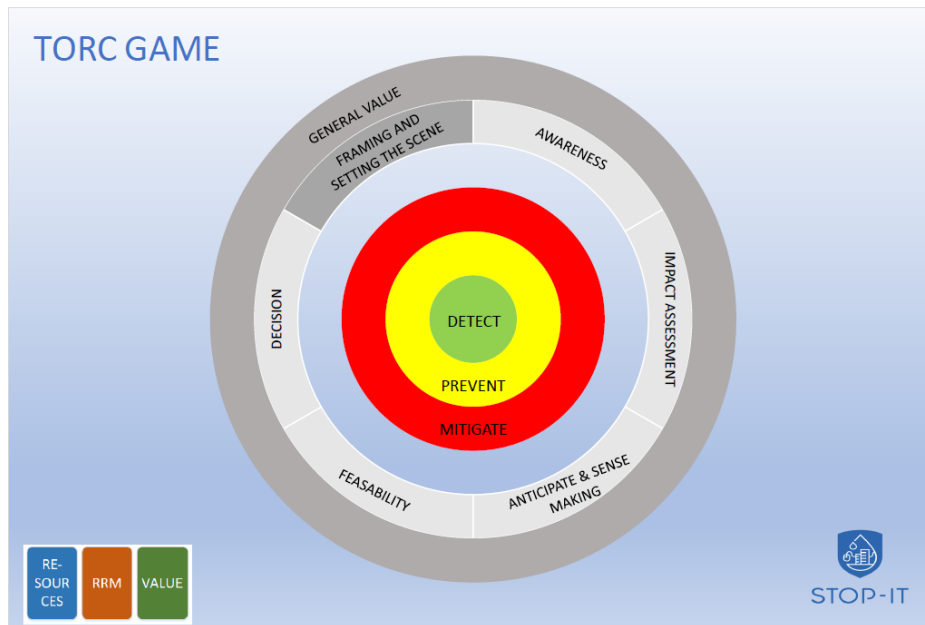 TORC GAME
GENERAL VALUE
FRAMING AND
SETTING THE SCENE
AWARENESS
IMPACT ASSESSMENT
ANTICIPATE & SENSE
MAKING
FEASABILITY
DECISION
DETECT
PREVENT
MITIGATE
RE-
SOUR
CES
RRM
VALUE
STOP-IT